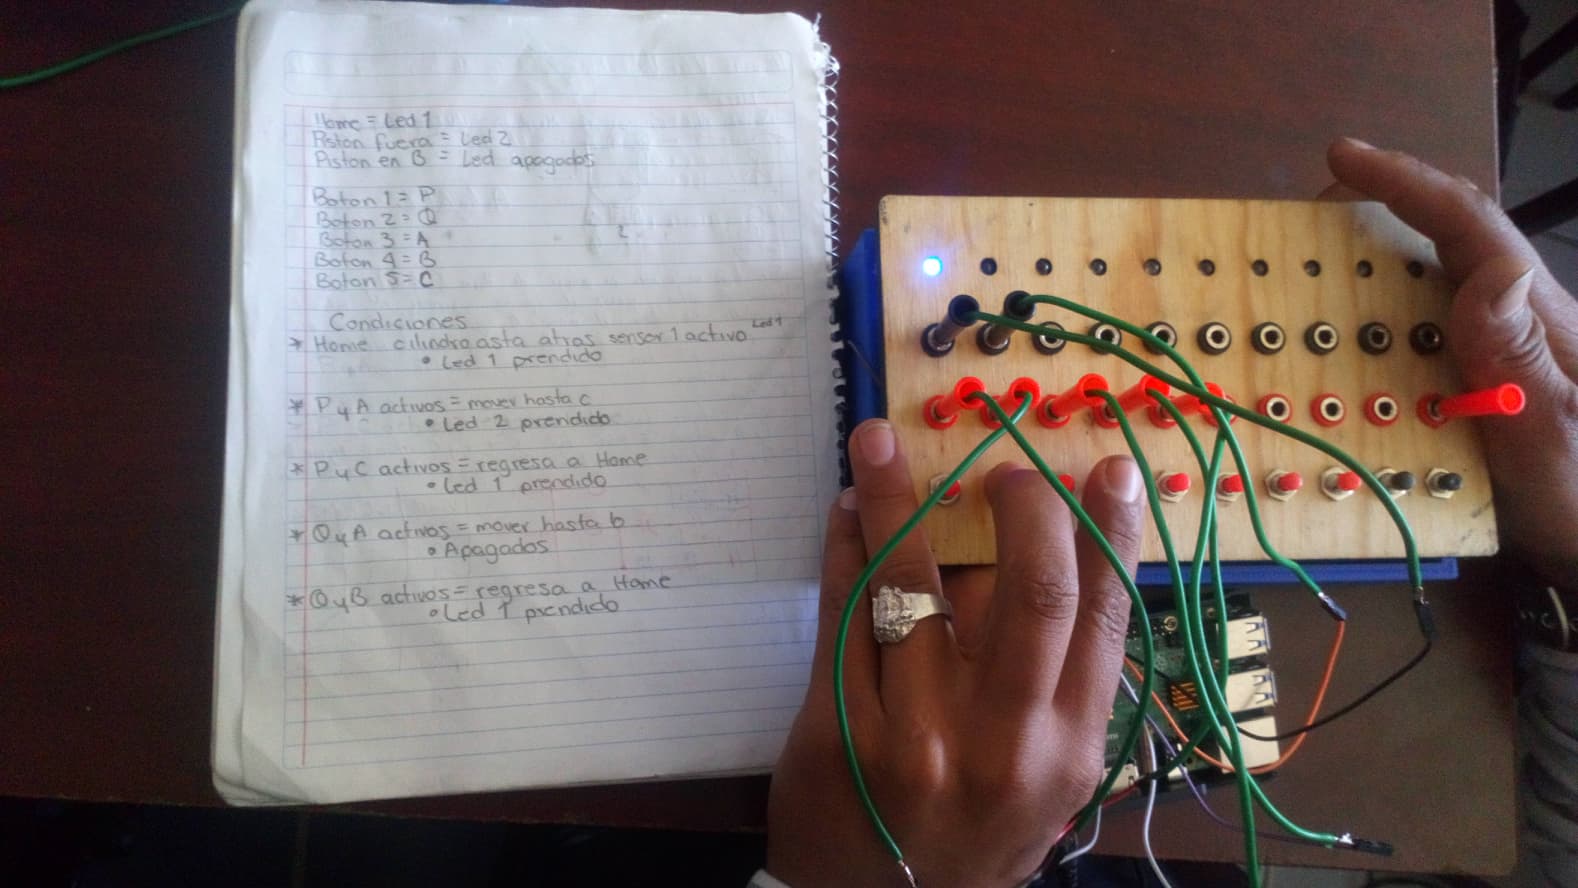 Home = Led 1
Piston fuera = Led 2
Piston en B = Led apagados
Boton 1 = P
Boton 2 = Q
Boton 3 = A
Boton 4 = B
Boton 5 = C
Condiciones
* Home cilindro asta atras sensor 1 activo Led 1
• Led 1 prendido
* P y A activos = mover hasta c
• Led 2 prendido
* P y C activos = regresa a Home
• Led 1 prendido
* Q y A activos = mover hasta b
• Apagados
* Q y B activos = regresa a Home
• Led 1 prendido